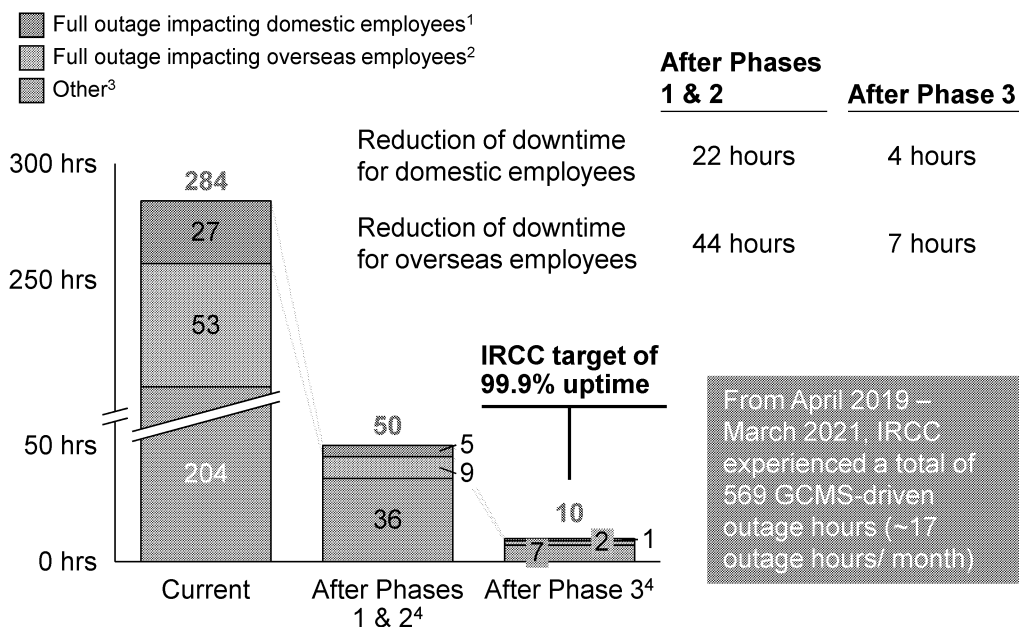 Full outage impacting domestic employees¹
Full outage impacting overseas employees²
Other³
After Phases
1 & 2
After Phase 3
Reduction of downtime
for domestic employees
22 hours
4 hours
Reduction of downtime
for overseas employees
44 hours
7 hours
300 hrs
250 hrs
50 hrs
0 hrs
284
27
53
204
50
5
9
36
IRCC target of
99.9% uptime
10
1
2
7
Current
After Phases
1 & 2⁴
After Phase 3⁴
From April 2019 –
March 2021, IRCC
experienced a total of
569 GCMS-driven
outage hours (~17
outage hours/ month)